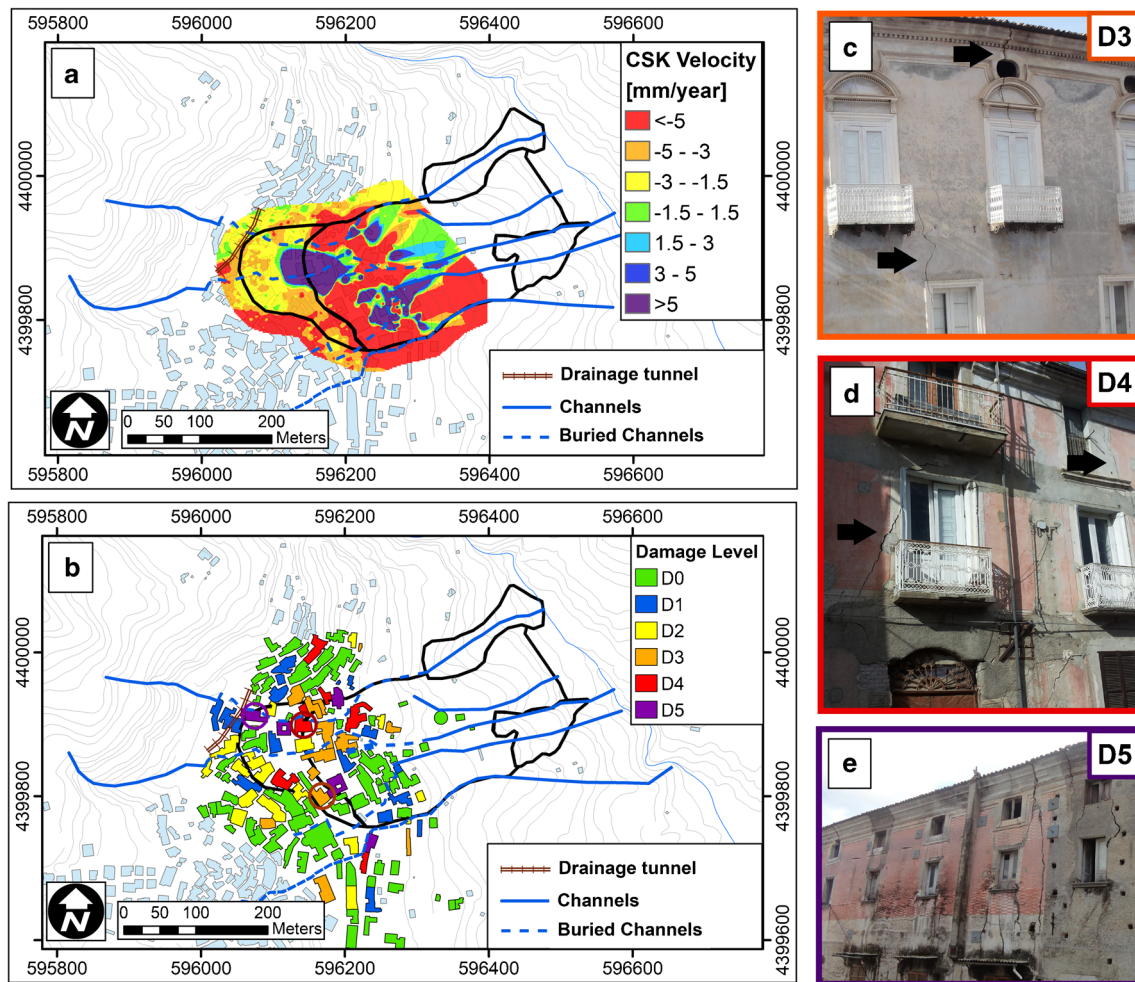 595800 596000 596200 596400 596600
a
CSK Velocity
[mm/year]
<-5
-5 - -3
-3 - -1.5
-1.5 - 1.5
1.5 - 3
3 - 5
>5
4400000
4399800
4400000
4399800
Drainage tunnel
Channels
Buried Channels
N
0 50 100 200
Meters
595800 596000 596200 596400 596600
595800 596000 596200 596400 596600
b
Damage Level
D0
D1
D2
D3
D4
D5
4400000
4399800
4400000
4399800
4399600
Drainage tunnel
Channels
Buried Channels
N
0 50 100 200
Meters
595800 596000 596200 596400 596600
c
D3
d
D4
e
D5